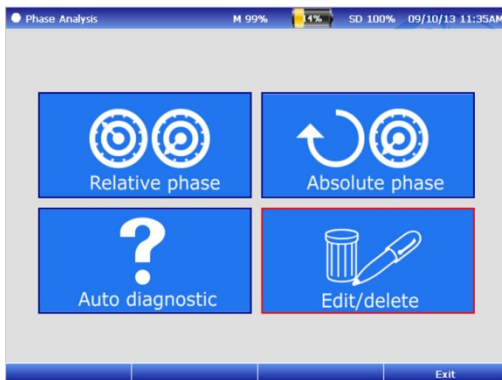 Phase Analysis M 99% 14% SD 100% 09/10/13 11:35AM
Relative phase Absolute phase
Auto diagnostic Edit/delete
Exit